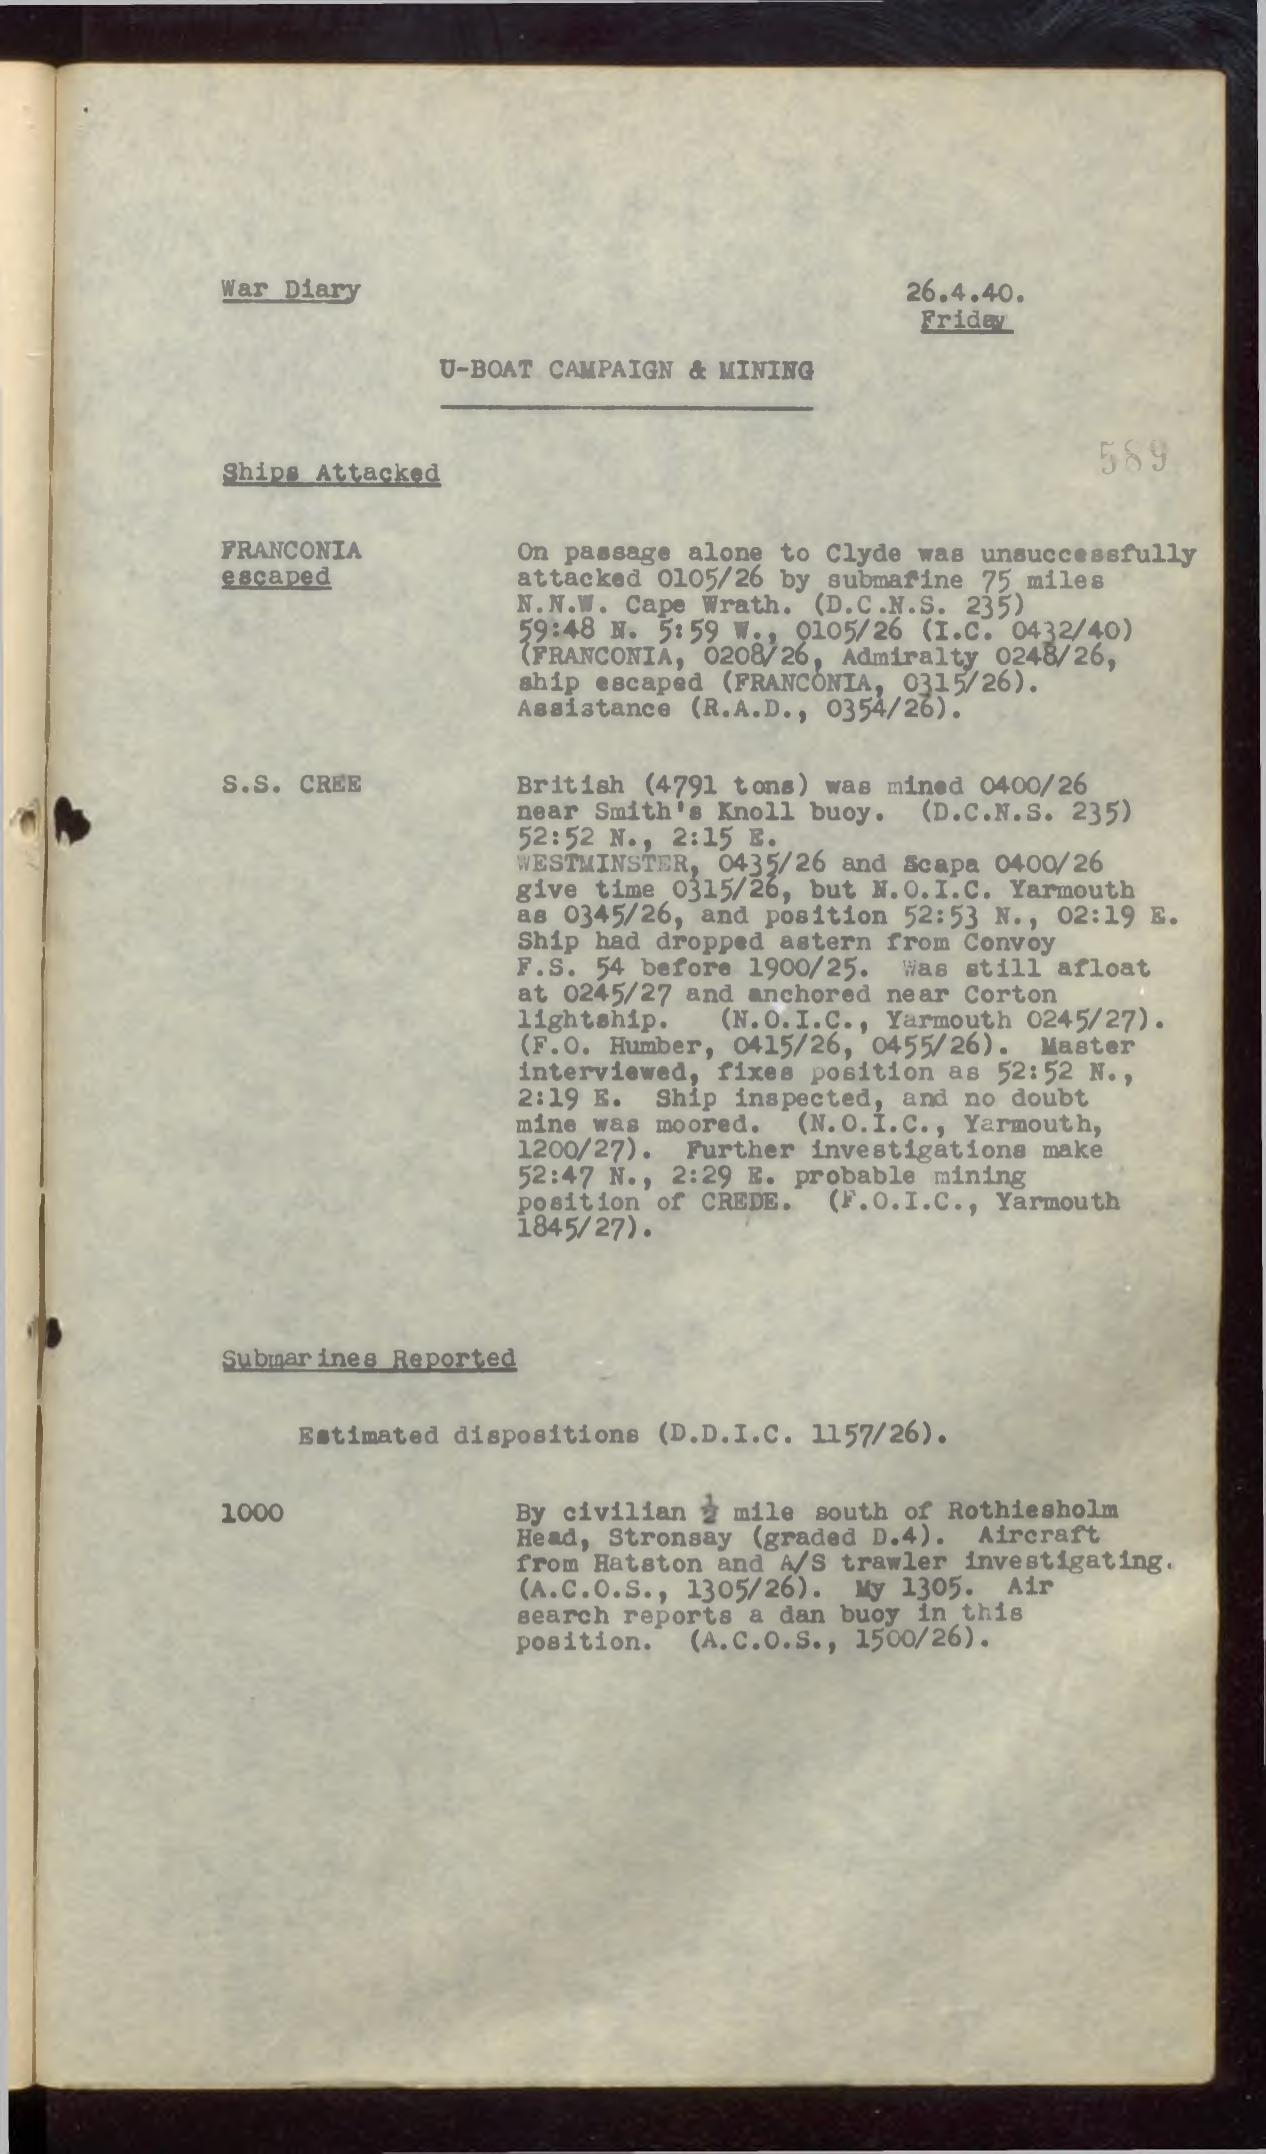 War Diary
26.4.40.
Friday
U-BOAT CAMPAIGN & MINING
589
Ships Attacked
FRANCONIA
escaped
On passage alone to Clyde was unsuccessfully
attacked 0105/26 by submarine 75 miles
N.N.W. Cape Wrath. (D.C.N.S. 235)
59:48 N. 5:59 W., 0105/26 (I.C. 0432/40)
(FRANCONIA, 0208/26, Admiralty 0248/26,
ship escaped (FRANCONIA, 0315/26).
Assistance (R.A.D., 0354/26).
S.S. CREE
British (4791 tons) was mined 0400/26
near Smith's Knoll buoy. (D.C.N.S. 235)
52:52 N., 2:15 E.
WESTMINSTER, 0435/26 and Scapa 0400/26
give time 0315/26, but N.O.I.C. Yarmouth
as 0345/26, and position 52:53 N., 02:19 E.
Ship had dropped astern from Convoy
F.S. 54 before 1900/25. Was still afloat
at 0245/27 and anchored near Corton
lightship. (N.O.I.C., Yarmouth 0245/27).
(F.O. Humber, 0415/26, 0455/26). Master
interviewed, fixes position as 52:52 N.,
2:19 E. Ship inspected, and no doubt
mine was moored. (N.O.I.C., Yarmouth,
1200/27). Further investigations make
52:47 N., 2:29 E. probable mining
position of CREDE. (F.O.I.C., Yarmouth
1845/27).
Submarines Reported
Estimated dispositions (D.D.I.C. 1157/26).
1000
By civilian ½ mile south of Rothiesholm
Head, Stronsay (graded D.4). Aircraft
from Hatston and A/S trawler investigating.
(A.C.O.S., 1305/26). My 1305. Air
search reports a dan buoy in this
position. (A.C.O.S., 1500/26).